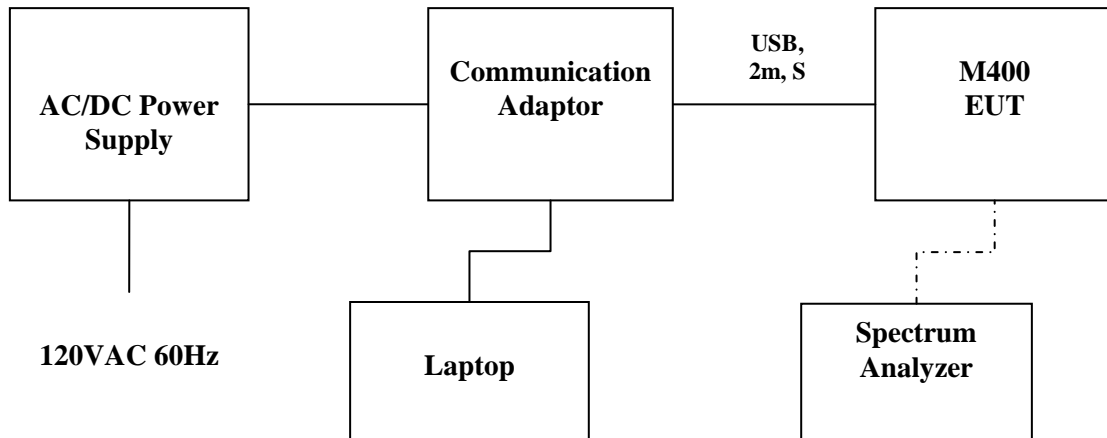 AC/DC Power
Supply
Communication
Adaptor
USB,
2m, S
M400
EUT
120VAC 60Hz
Laptop
Spectrum
Analyzer